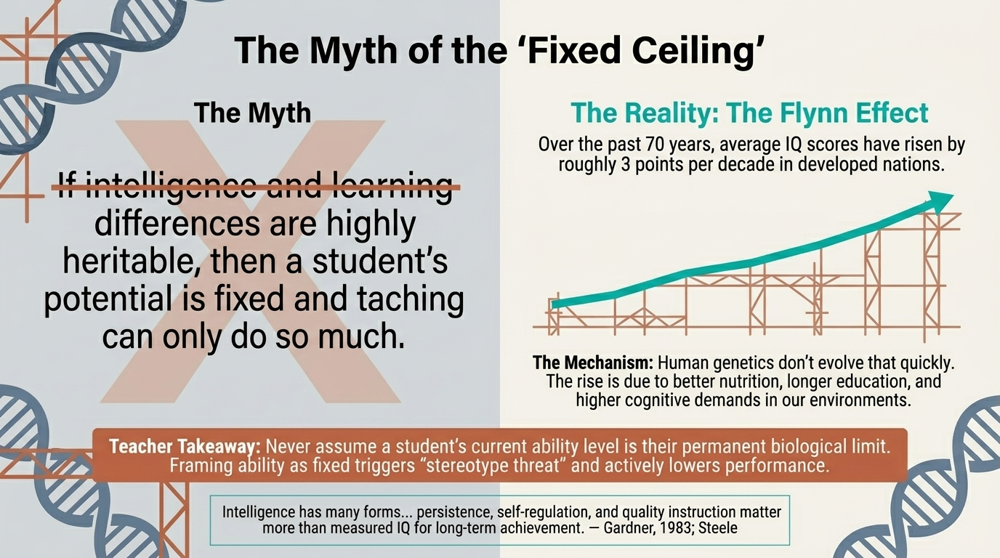 The Myth of the ‘Fixed Ceiling’
The Myth
If intelligence and learning
differences are highly
heritable, then a student’s
potential is fixed and taching
can only do so much.
The Reality: The Flynn Effect
Over the past 70 years, average IQ scores have risen by
roughly 3 points per decade in developed nations.
The Mechanism: Human genetics don’t evolve that quickly.
The rise is due to better nutrition, longer education, and
higher cognitive demands in our environments.
Teacher Takeaway: Never assume a student’s current ability level is their permanent biological limit.
Framing ability as fixed triggers “stereotype threat” and actively lowers performance.
Intelligence has many forms... persistence, self-regulation, and quality instruction matter
more than measured IQ for long-term achievement. — Gardner, 1983; Steele